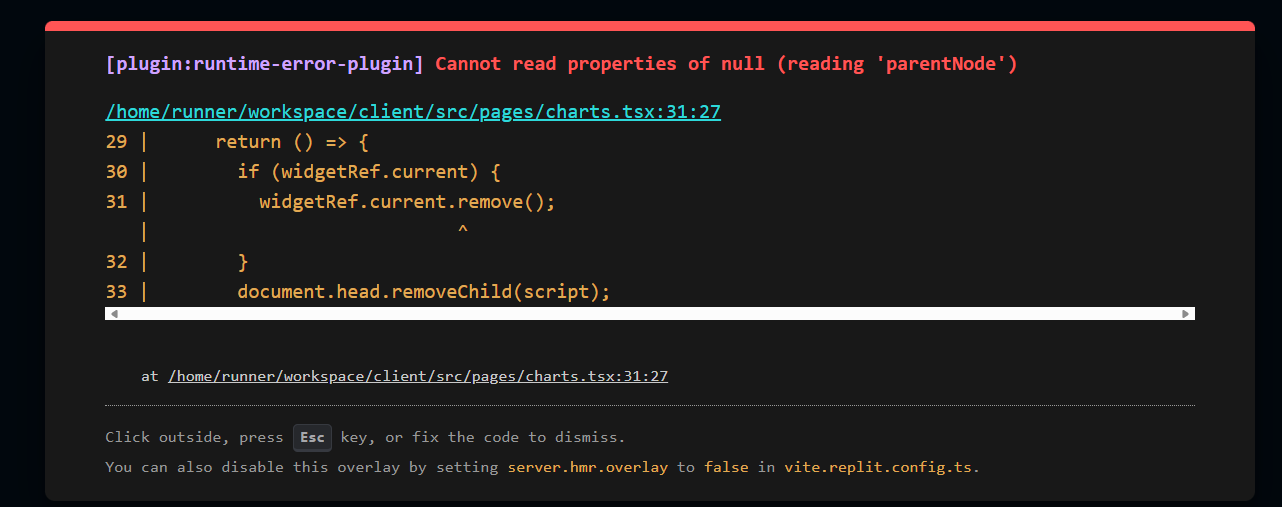 [plugin:runtime-error-plugin] Cannot read properties of null (reading 'parentNode')
/home/runner/workspace/client/src/pages/charts.tsx:31:27
29 |      return () => {
30 |        if (widgetRef.current) {
31 |          widgetRef.current.remove();
   |                            ^
32 |        }
33 |        document.head.removeChild(script);
at /home/runner/workspace/client/src/pages/charts.tsx:31:27
Click outside, press Esc key, or fix the code to dismiss.
You can also disable this overlay by setting server.hmr.overlay to false in vite.replit.config.ts.